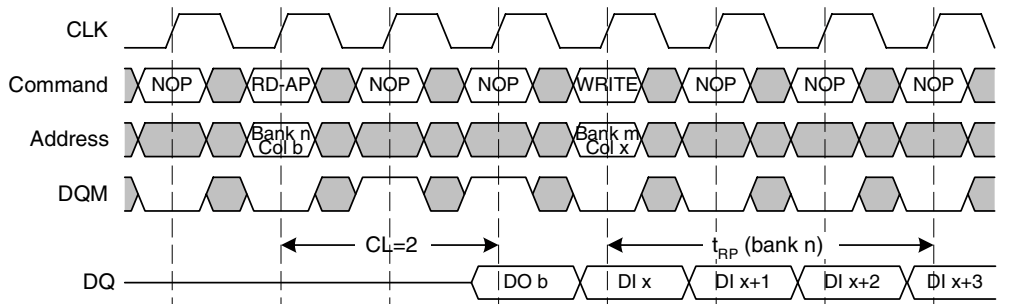 CLK
Command NOP RD-AP NOP NOP WRITE NOP NOP NOP
Address Bank n Col b Bank m Col x
DQM
CL=2 tRP (bank n)
DQ DO b DI x DI x+1 DI x+2 DI x+3